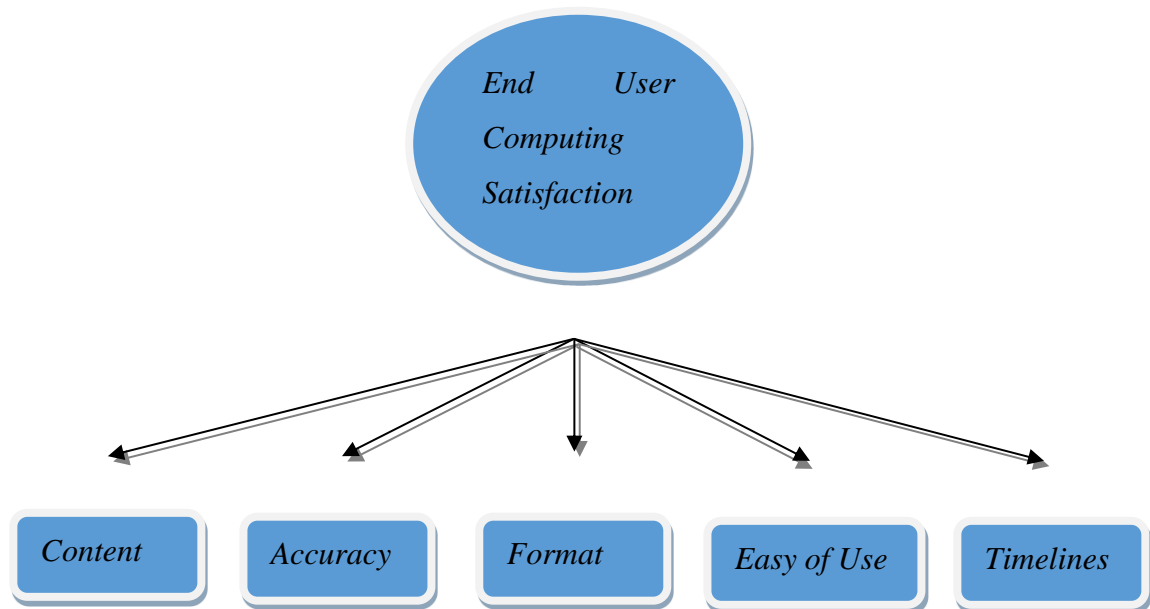 End User
Computing
Satisfaction
Content
Accuracy
Format
Easy of Use
Timelines